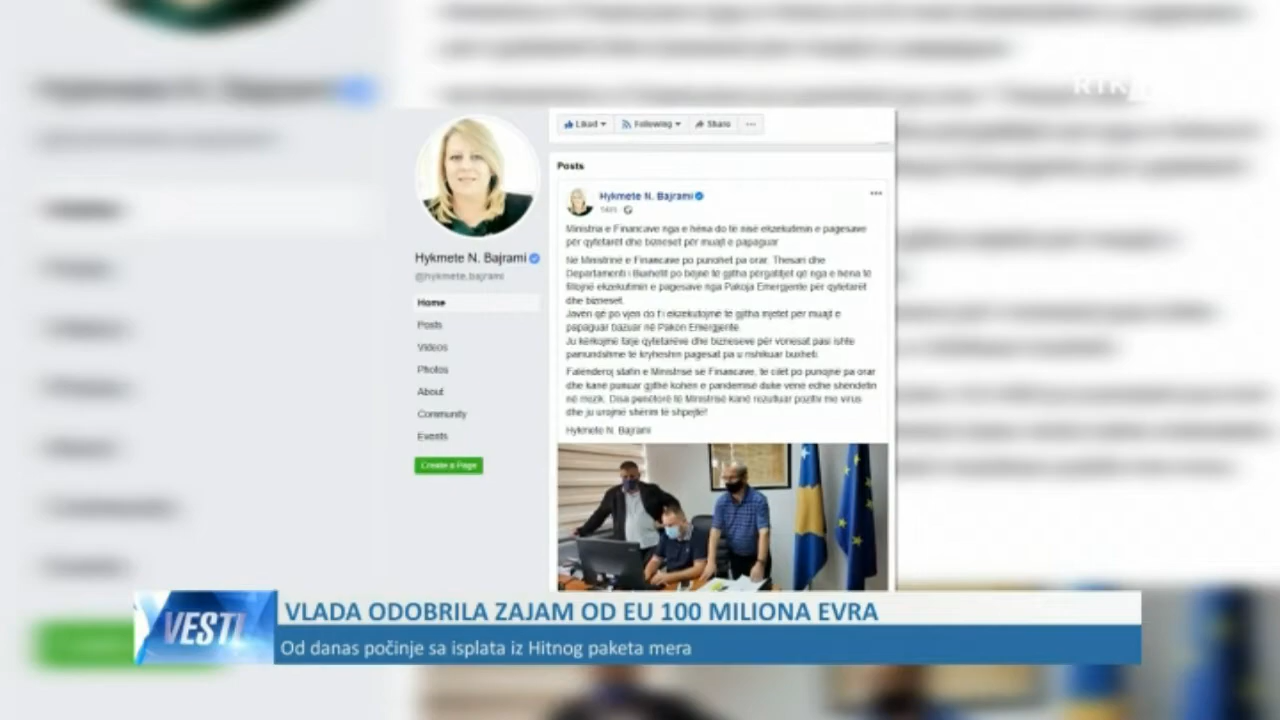 RTK
Liked
Following
Share
Posts
Hykmete N. Bajrami
Ministria e Financave nga e hëna do të nisë ekzekutimin e pagesave
për qytetarët dhe bizneset për muajt e papaguar
Në Ministrinë e Financave po punohet pa orar. Thesari dhe
Departamenti i Buxhetit po bëjnë të gjitha përgatitjet që nga e hëna të
fillojnë ekzekutimin e pagesave nga Pakoja Emergjente për qytetarët
dhe bizneset.
Javën që po vjen do t'i ekzekutojmë të gjitha mjetet për muajt e
papaguar bazuar në Pakon Emergjente.
Ju kërkojmë falje qytetarëve dhe bizneseve për vonesat pasi ishte
pamundshme të kryheshin pagesat pa u rishikuar buxheti.
Falënderoj stafin e Ministrisë së Financave, të cilët po punojnë pa orar
dhe kanë punuar gjithë kohën e pandemisë duke vënë edhe shëndetin
në rrezik. Disa punëtorë të Ministrisë kanë rezultuar pozitiv me virus
dhe ju urojmë shërim të shpejtë!
Hykmete N. Bajrami
Hykmete N. Bajrami
@hykmete.bajrami
Home
Posts
Videos
Photos
About
Community
Events
Create a Page
VESTI
VLADA ODOBRILA ZAJAM OD EU 100 MILIONA EVRA
Od danas počinje sa isplata iz Hitnog paketa mera